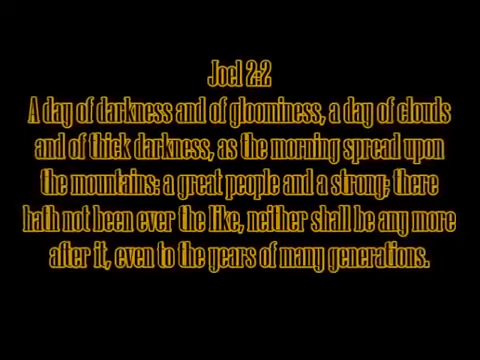 Joel 2:2
A day of darkness and of gloominess, a day of clouds
and of thick darkness, as the morning spread upon
the mountains: a great people and a strong; there
hath not been ever the like, neither shall be any more
after it, even to the years of many generations.